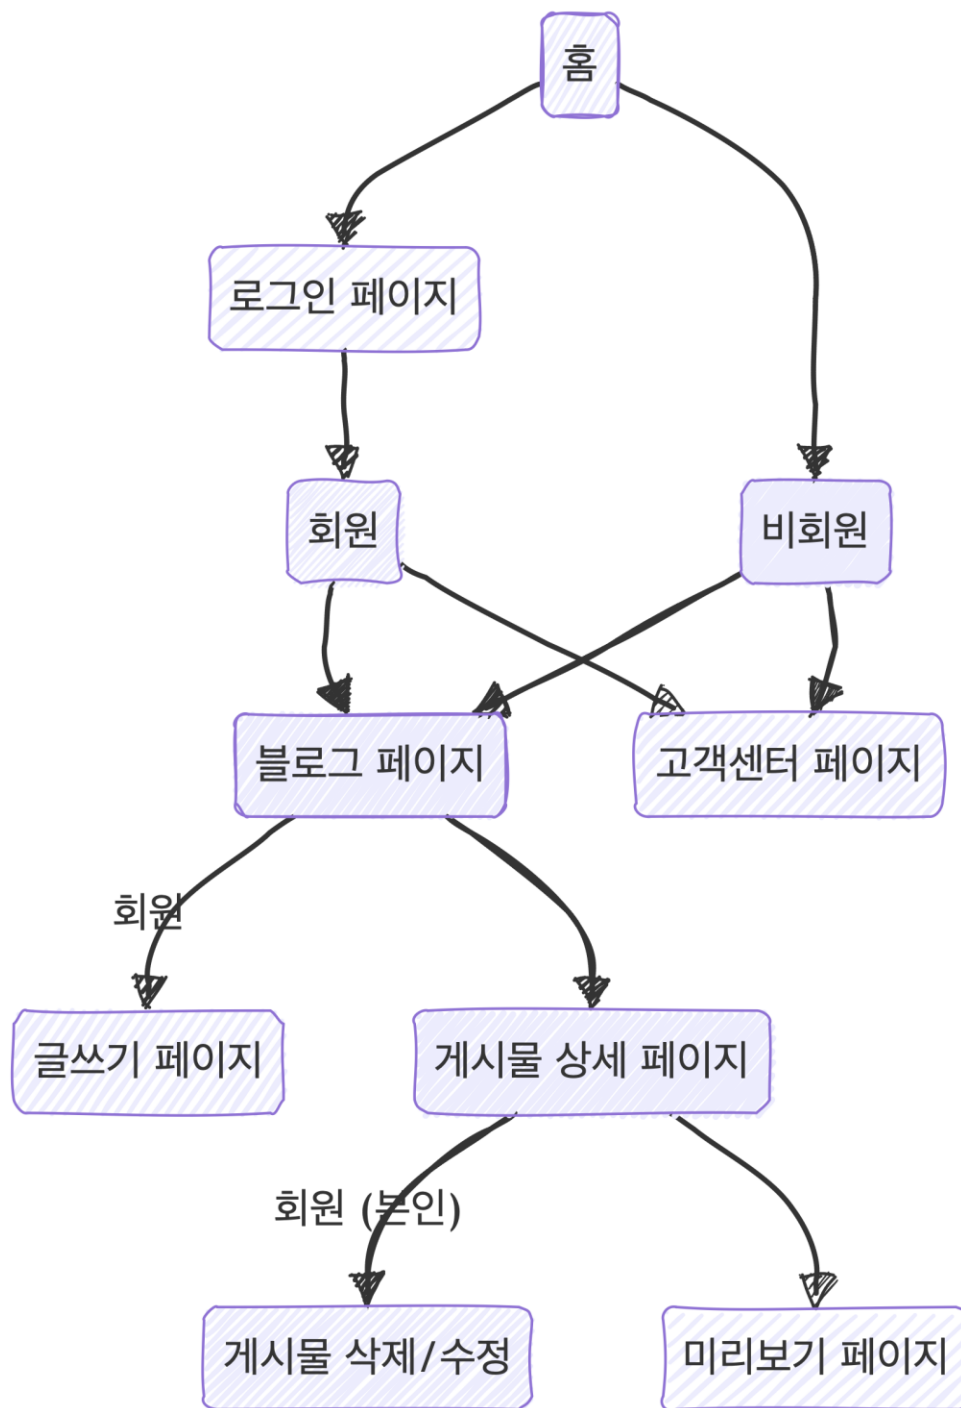 홈
로그인 페이지
회원
비회원
블로그 페이지
고객센터 페이지
회원
글쓰기 페이지
게시물 상세 페이지
회원 (본인)
게시물 삭제/수정
미리보기 페이지